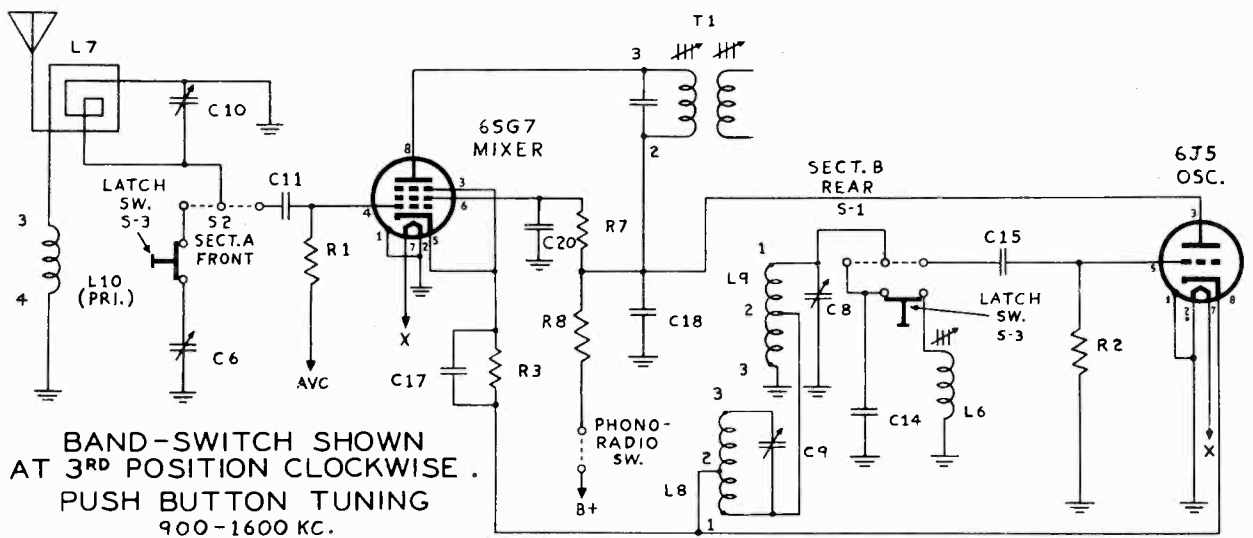 L7
C10
T1
3
2
6SG7
MIXER
8
3
6
4
1
7
2
5
LATCH
SW.
S-3
S2
SECT.A
FRONT
C11
R1
AVC
X
3
4
L10
(PRI.)
C6
C20
R7
R8
C18
C17
R3
PHONO-
RADIO
SW.
B+
SECT. B
REAR
S-1
1
L9
2
3
C8
C15
LATCH
SW.
S-3
C14
L6
R2
6J5
OSC.
3
5
1
2
7
8
X
3
2
L8
1
C9
BAND-SWITCH SHOWN
AT 3RD POSITION CLOCKWISE.
PUSH BUTTON TUNING
900-1600 KC.